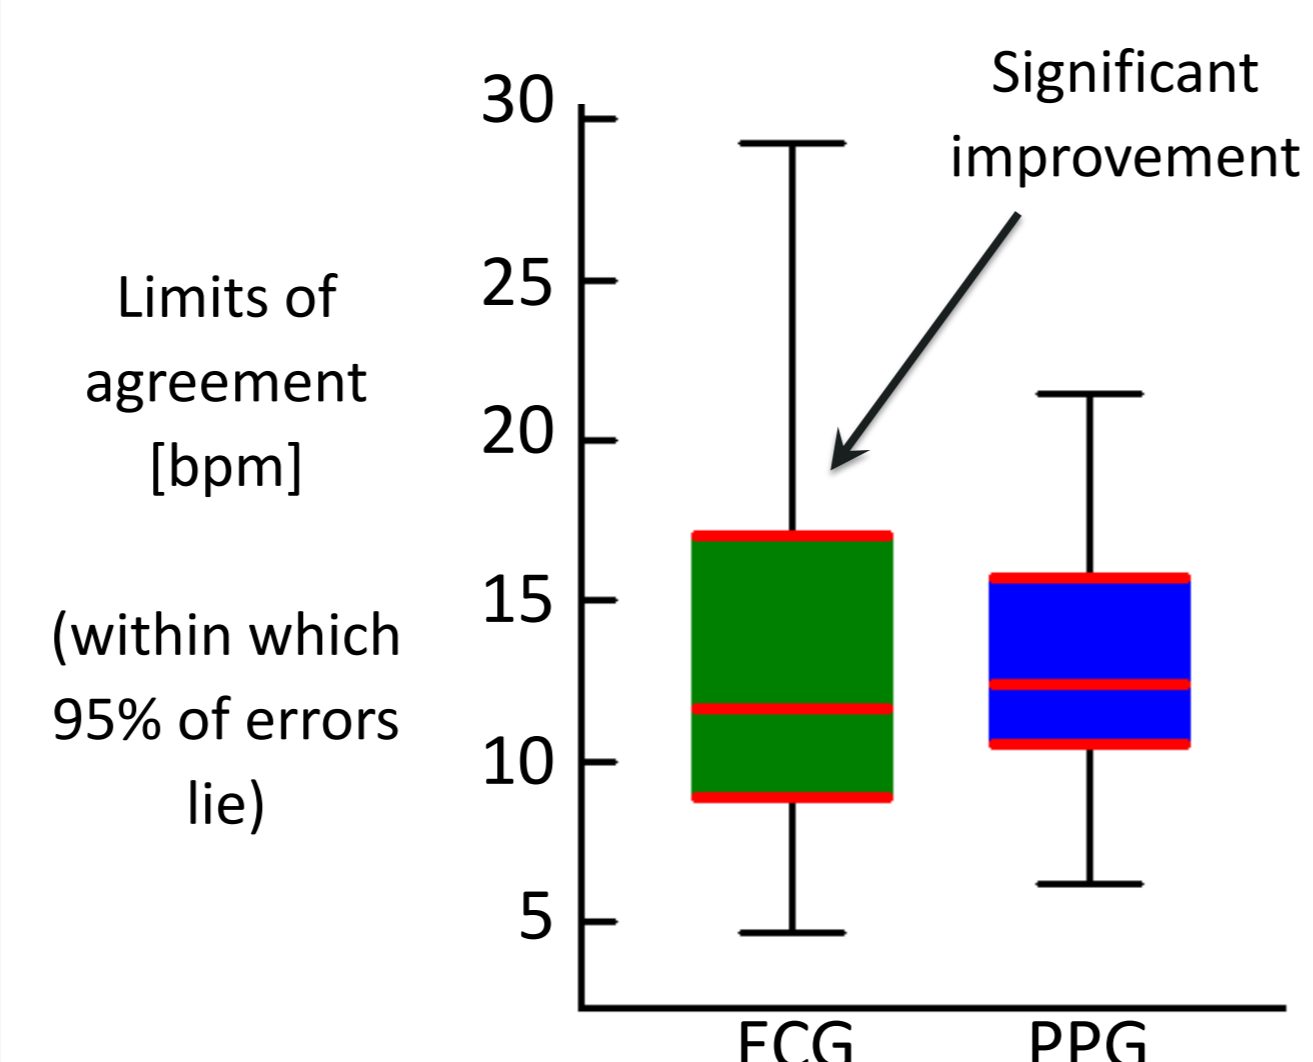 Significant
improvement
30
25
20
15
10
5
Limits of
agreement
[bpm]
(within which
95% of errors
lie)
ECG
PPG